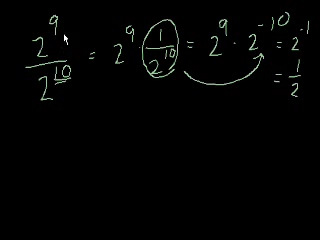 2^9/2^10 = 2^9 · 1/2^10 = 2^9 · 2^-10 = 2^-1
= 1/2